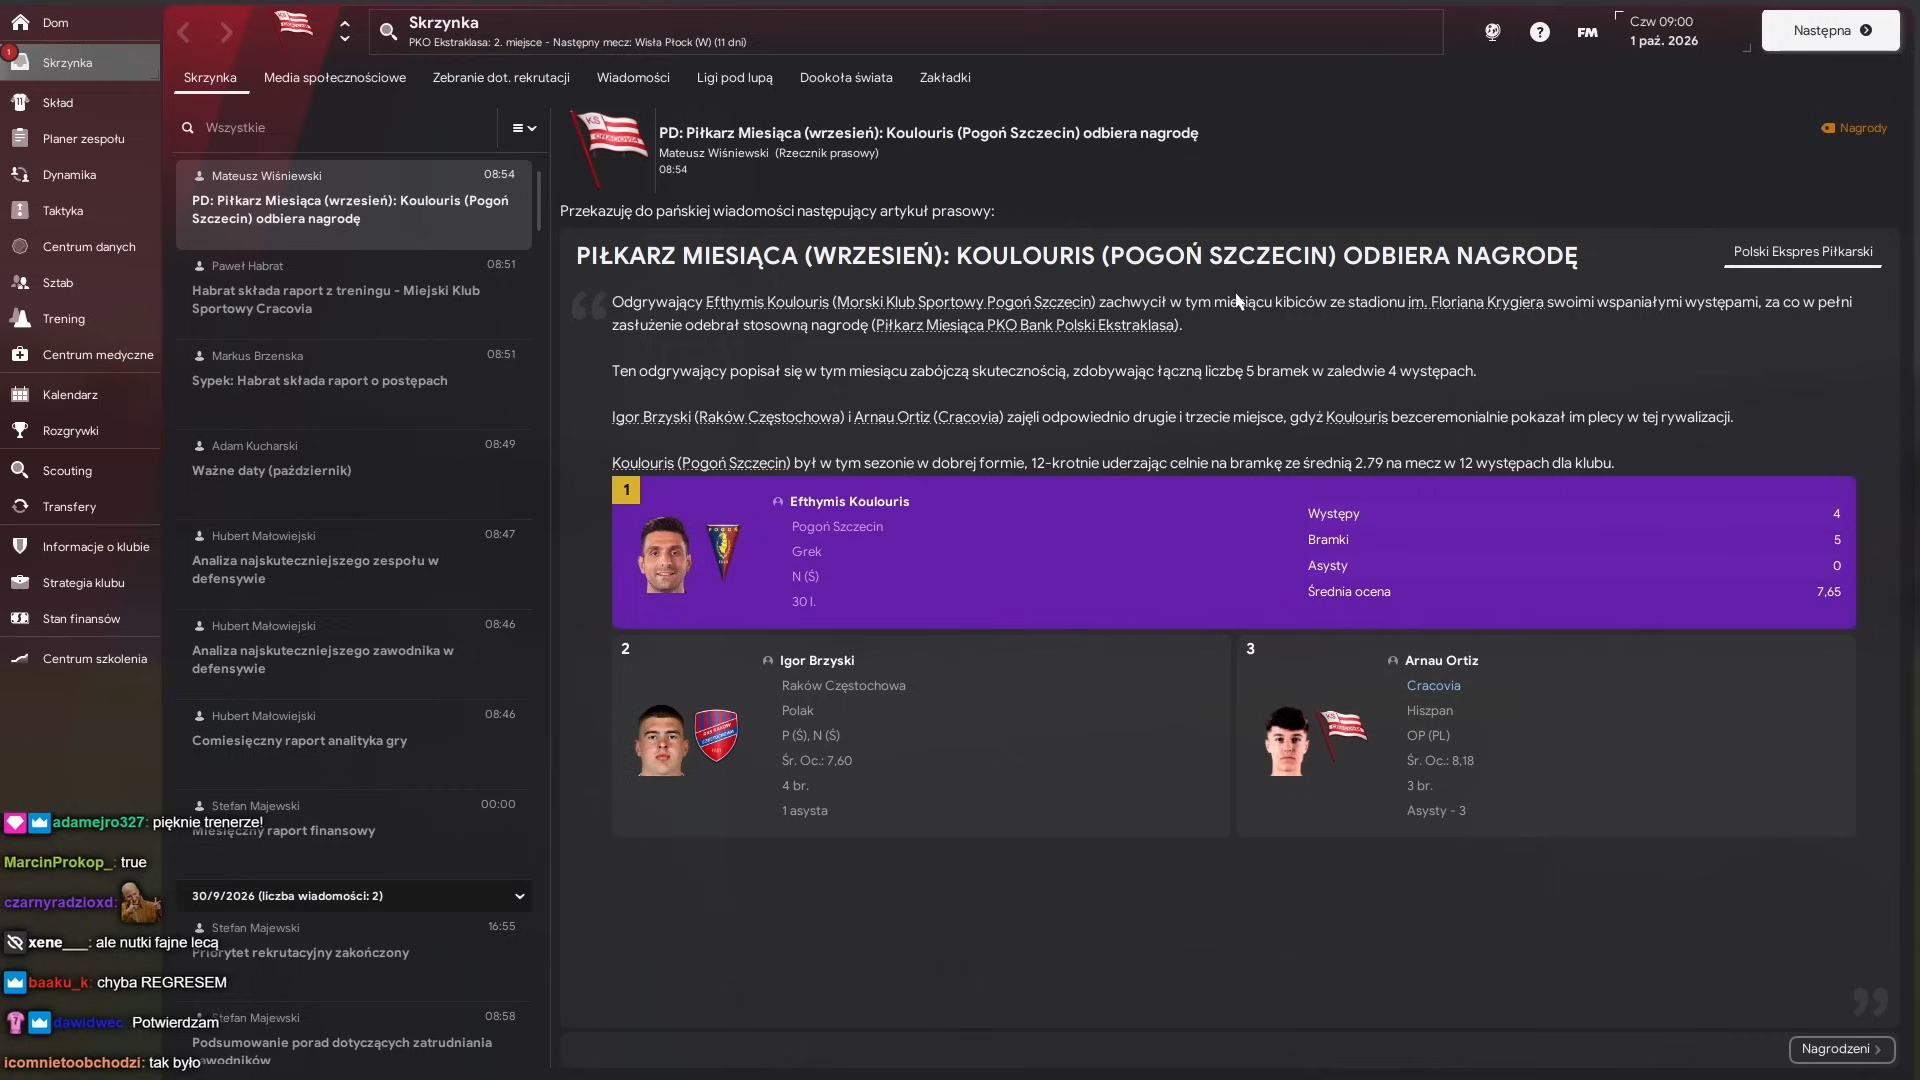 Dom
1
Skrzynka
Skład
Planer zespołu
Dynamika
Taktyka
Centrum danych
Sztab
Trening
Centrum medyczne
Kalendarz
Rozgrywki
Scouting
Transfery
Informacje o klubie
Strategia klubu
Stan finansów
Centrum szkolenia
Skrzynka
PKO Ekstraklasa: 2. miejsce - Następny mecz: Wisła Płock (W) (11 dni)
FM
Czw 09:00
1 paź. 2026
Następna
Skrzynka Media społecznościowe Zebranie dot. rekrutacji Wiadomości Ligi pod lupą Dookoła świata Zakładki
Wszystkie
Mateusz Wiśniewski 08:54
PD: Piłkarz Miesiąca (wrzesień): Koulouris (Pogoń
Szczecin) odbiera nagrodę
Paweł Habrat 08:51
Habrat składa raport z treningu - Miejski Klub
Sportowy Cracovia
Markus Brzenska 08:51
Sypek: Habrat składa raport o postępach
Adam Kucharski 08:49
Ważne daty (październik)
Hubert Małowiejski 08:47
Analiza najskuteczniejszego zespołu w
defensywie
Hubert Małowiejski 08:46
Analiza najskuteczniejszego zawodnika w
defensywie
Hubert Małowiejski 08:46
Comiesięczny raport analityka gry
Stefan Majewski 00:00
Miesięczny raport finansowy
30/9/2026 (liczba wiadomości: 2)
Stefan Majewski 16:55
Priorytet rekrutacyjny zakończony
Stefan Majewski 08:58
Podsumowanie porad dotyczących zatrudniania
zawodników
KS
CRACOVIA
PD: Piłkarz Miesiąca (wrzesień): Koulouris (Pogoń Szczecin) odbiera nagrodę
Mateusz Wiśniewski (Rzecznik prasowy)
08:54
Nagrody
Przekazuję do pańskiej wiadomości następujący artykuł prasowy:
PIŁKARZ MIESIĄCA (WRZESIEŃ): KOULOURIS (POGOŃ SZCZECIN) ODBIERA NAGRODĘ
Polski Ekspres Piłkarski
Odgrywający Efthymis Koulouris (Morski Klub Sportowy Pogoń Szczecin) zachwycił w tym miesiącu kibiców ze stadionu im. Floriana Krygiera swoimi wspaniałymi występami, za co w pełni
zasłużenie odebrał stosowną nagrodę (Piłkarz Miesiąca PKO Bank Polski Ekstraklasa).
Ten odgrywający popisał się w tym miesiącu zabójczą skutecznością, zdobywając łączną liczbę 5 bramek w zaledwie 4 występach.
Igor Brzyski (Raków Częstochowa) i Arnau Ortiz (Cracovia) zajęli odpowiednio drugie i trzecie miejsce, gdyż Koulouris bezceremonialnie pokazał im plecy w tej rywalizacji.
Koulouris (Pogoń Szczecin) był w tym sezonie w dobrej formie, 12-krotnie uderzając celnie na bramkę ze średnią 2.79 na mecz w 12 występach dla klubu.
1
Efthymis Koulouris
Pogoń Szczecin
Grek
N (Ś)
30 l.
Występy 4
Bramki 5
Asysty 0
Średnia ocena 7,65
2
Igor Brzyski
Raków Częstochowa
Polak
P (Ś), N (Ś)
Śr. Oc.: 7,60
4 br.
1 asysta
3
Arnau Ortiz
Cracovia
Hiszpan
OP (PL)
Śr. Oc.: 8,18
3 br.
Asysty - 3
Nagrodzeni
adamejro327: pięknie trenerze!
MarcinProkop_: true
czarnyradzioxd:
xene___: ale nutki fajne lecą
baaku_k: chyba REGRESEM
dawidwec: Potwierdzam
icomnietoobchodzi: tak było